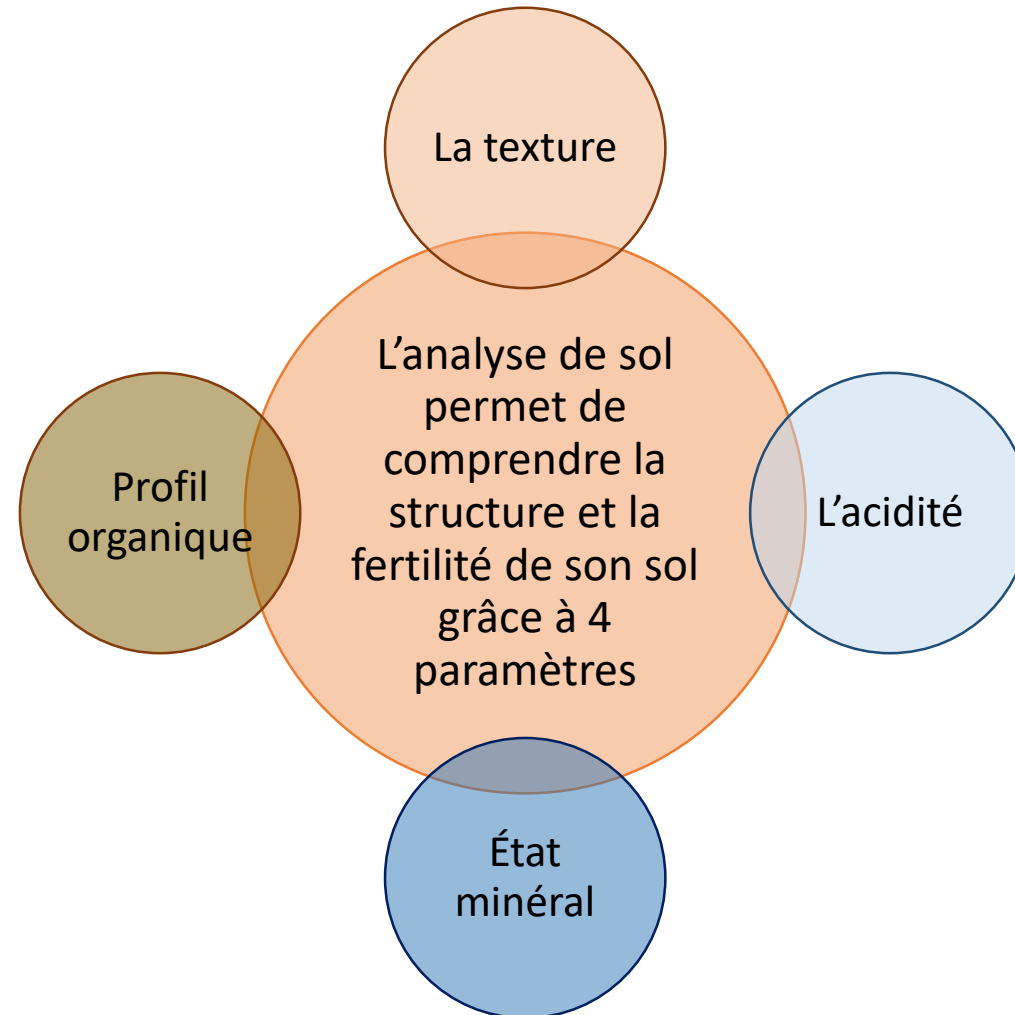 La texture
L’analyse de sol
permet de
comprendre la
structure et la
fertilité de son sol
grâce à 4
paramètres
Profil
organique
L’acidité
État
minéral